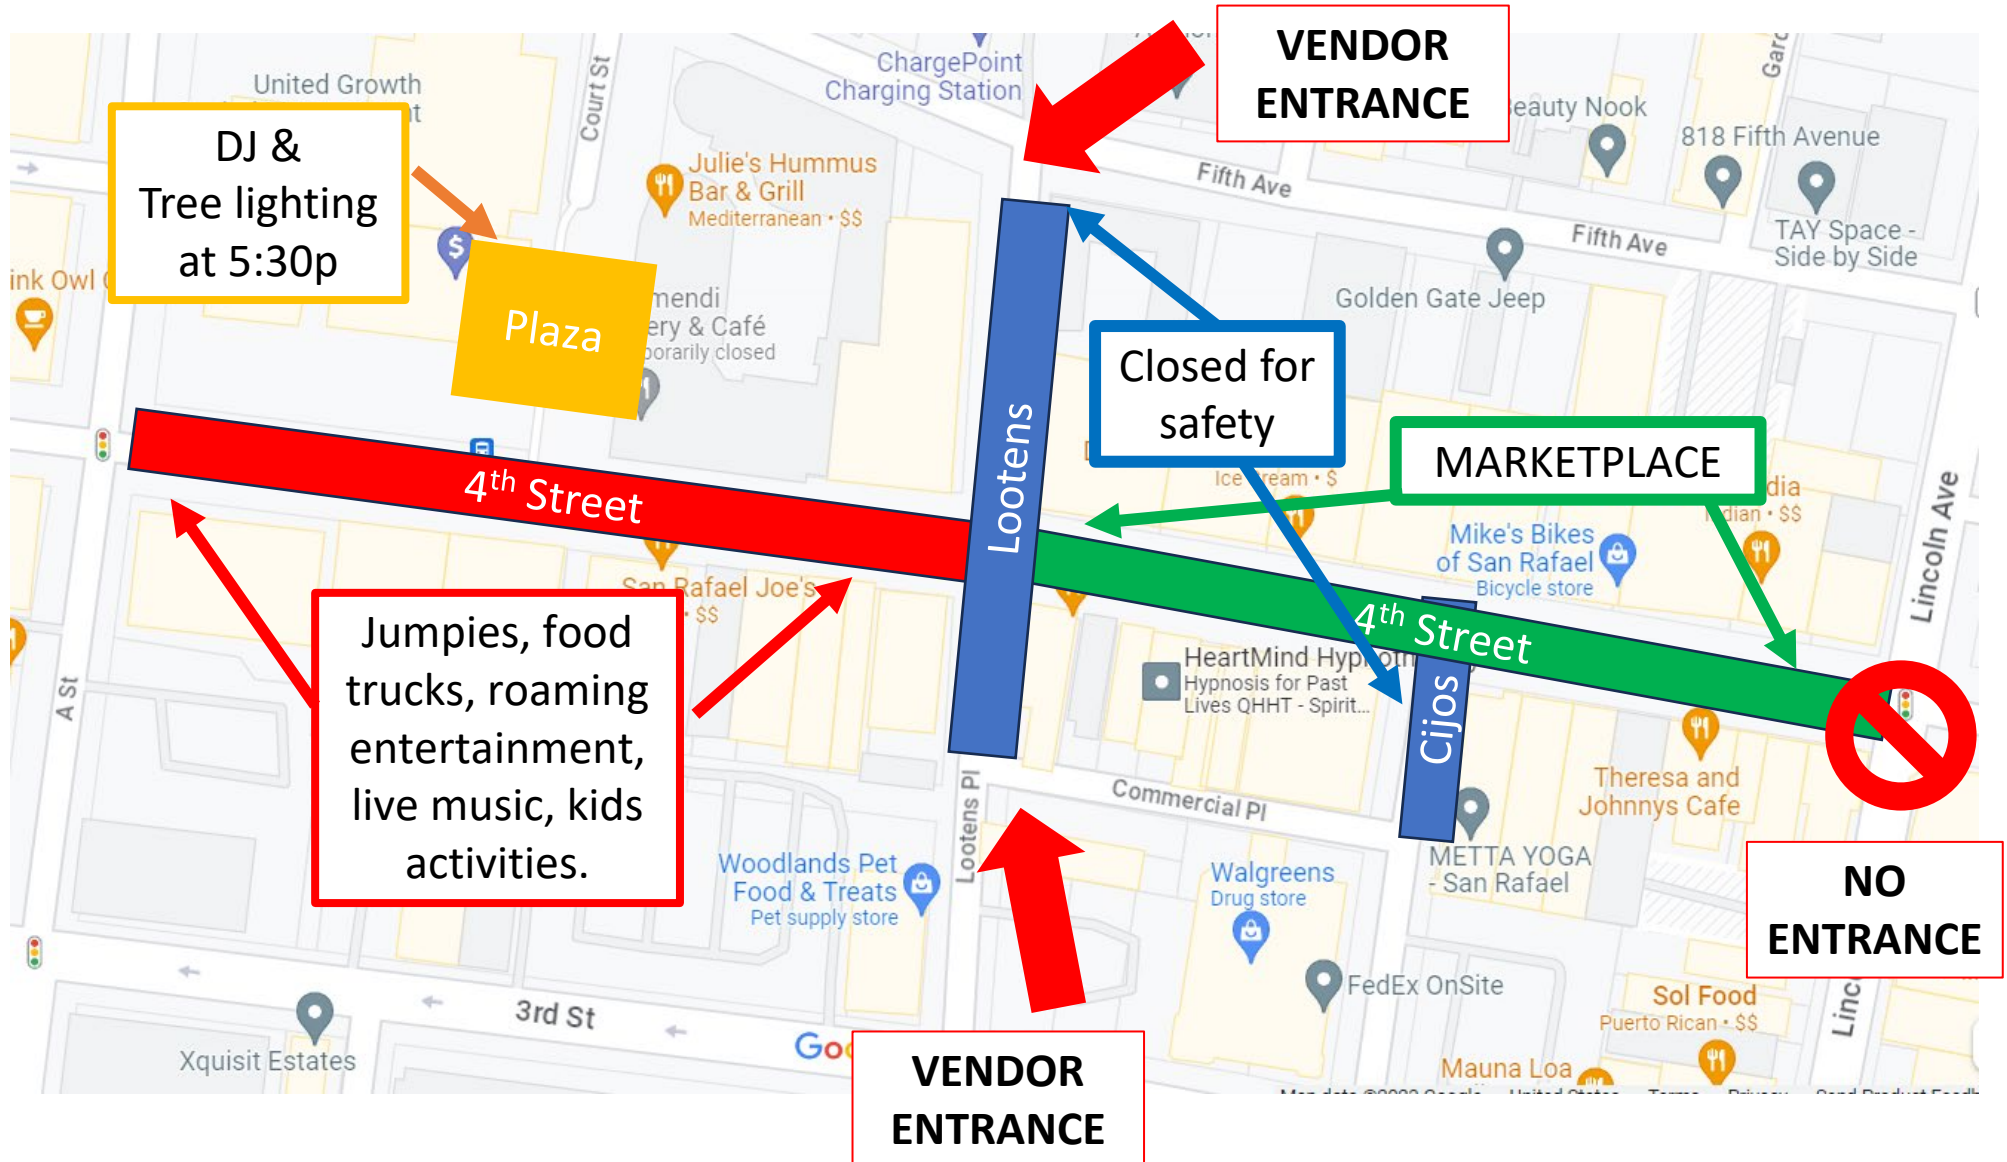 VENDOR
ENTRANCE
ChargePoint
Charging Station
United Growth
Court St
Beauty Nook
818 Fifth Avenue
DJ &
Tree lighting
at 5:30p
Julie's Hummus
Bar & Grill
Mediterranean • $$
Fifth Ave
Fifth Ave
TAY Space -
Side by Side
Golden Gate Jeep
Plaza
& Café
closed
Closed for
safety
Lootens
MARKETPLACE
Ice Cream • $
Indian • $$
Mike's Bikes
of San Rafael
Bicycle store
Lincoln Ave
4th Street
San Rafael Joe's
• $$
4th Street
Jumpies, food
trucks, roaming
entertainment,
live music, kids
activities.
A St
HeartMind
Hypnosis for Past
Lives QHHT - Spirit...
Cijos
Theresa and
Johnnys Cafe
Commercial Pl
Lootens Pl
Woodlands Pet
Food & Treats
Pet supply store
Walgreens
Drug store
METTA YOGA
- San Rafael
NO
ENTRANCE
FedEx OnSite
Sol Food
Puerto Rican • $$
3rd St
Xquisit Estates
Mauna Loa
VENDOR
ENTRANCE